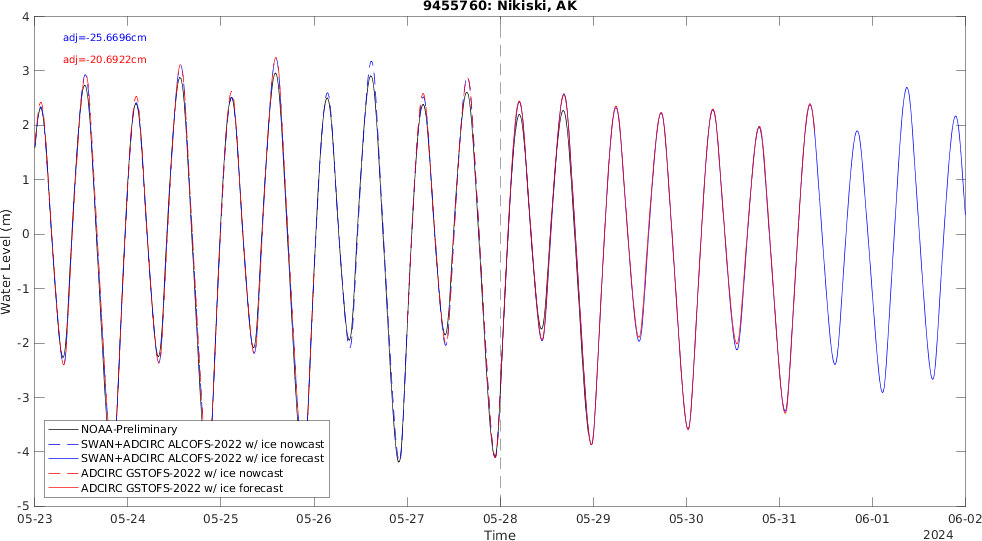 9455760: Nikiski, AK
adj=-25.6696cm
adj=-20.6922cm
4
3
2
1
0
-1
-2
-3
-4
-5
Water Level (m)
NOAA-Preliminary
SWAN+ADCIRC ALCOFS-2022 w/ ice nowcast
SWAN+ADCIRC ALCOFS-2022 w/ ice forecast
ADCIRC GSTOFS-2022 w/ ice nowcast
ADCIRC GSTOFS-2022 w/ ice forecast
05-23 05-24 05-25 05-26 05-27 05-28 05-29 05-30 05-31 06-01 06-02
Time
2024